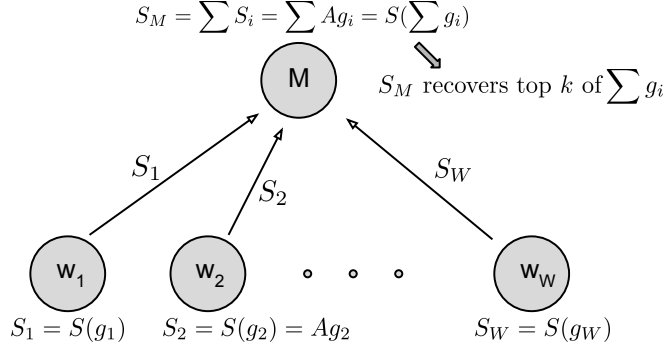 S_M = ∑ S_i = ∑ Ag_i = S(∑ g_i)
M
S_M recovers top k of ∑ g_i
S_1
S_2
S_W
w_1
w_2
w_W
S_1 = S(g_1)
S_2 = S(g_2) = Ag_2
S_W = S(g_W)